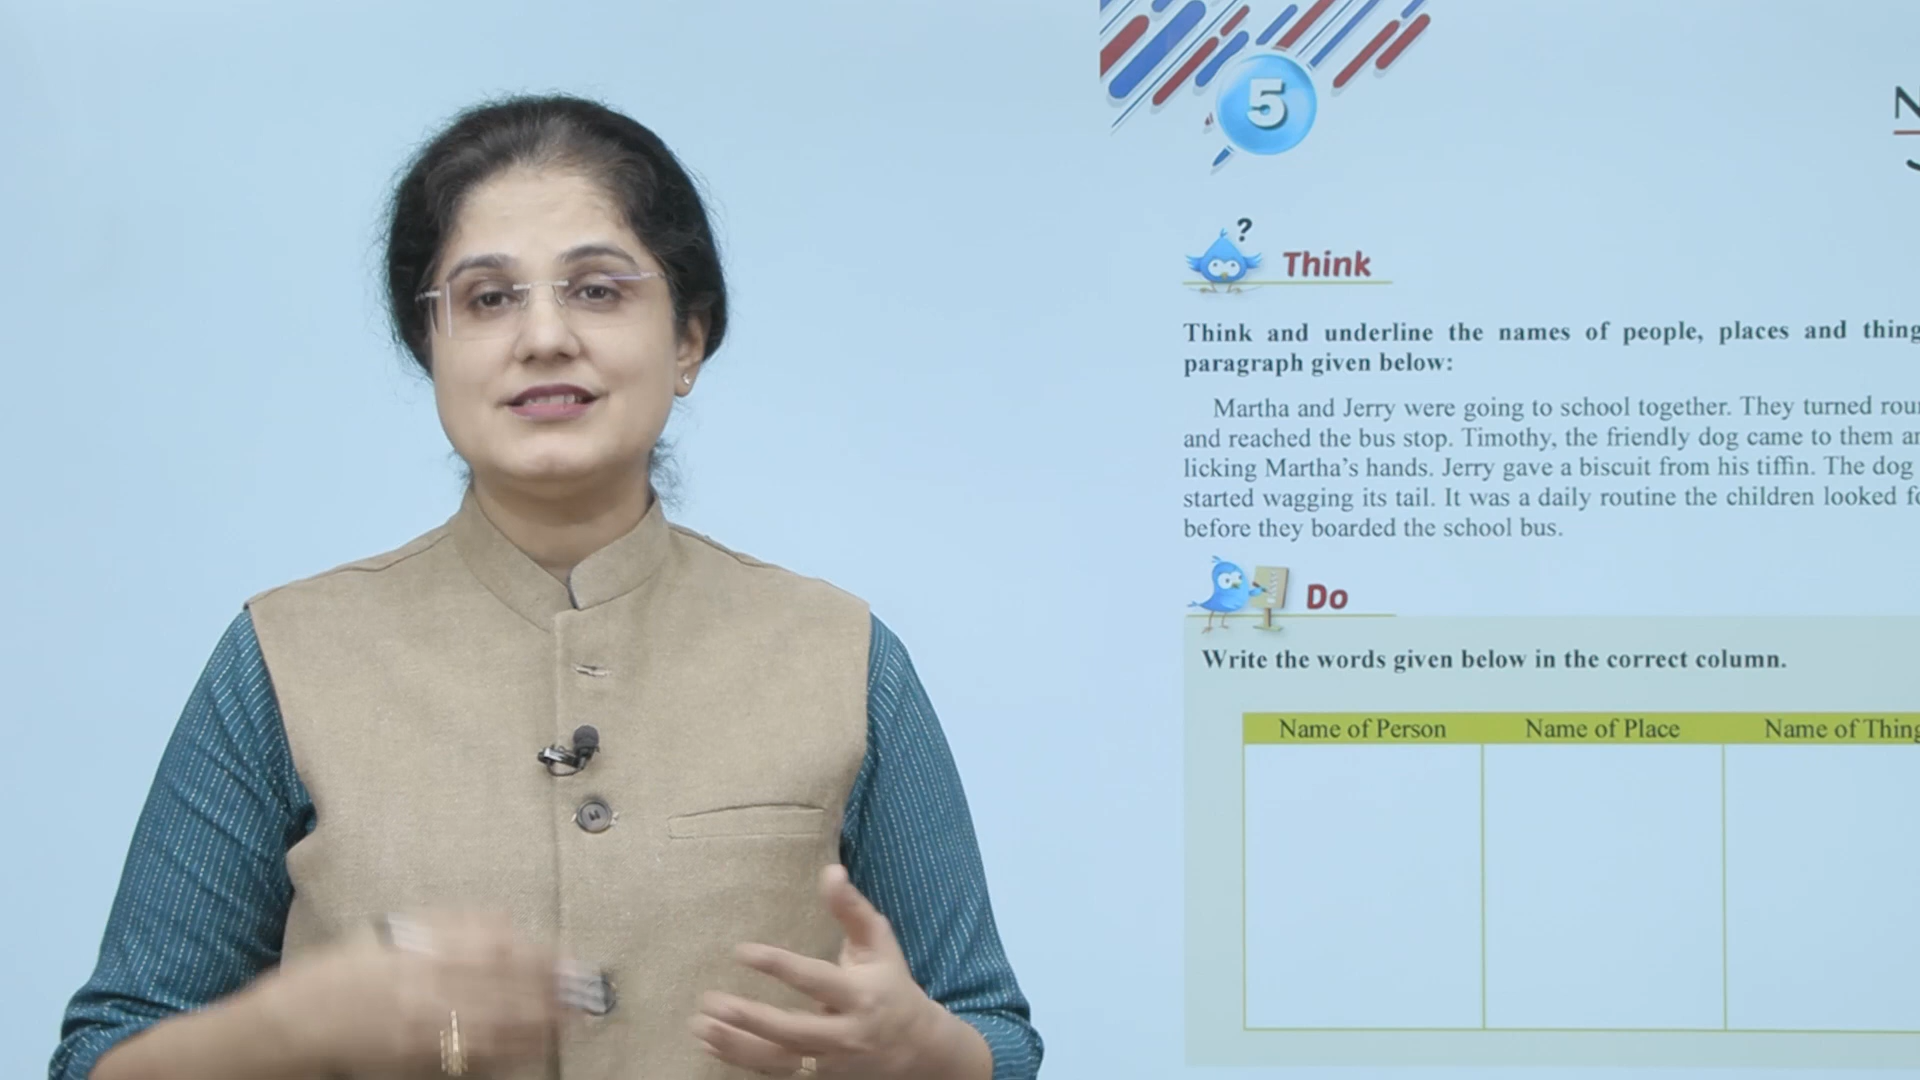 5
?
Think
Think and underline the names of people, places and thing
paragraph given below:
Martha and Jerry were going to school together. They turned
and reached the bus stop. Timothy, the friendly dog came to them
licking Martha's hands. Jerry gave a biscuit from his tiffin. The dog
started wagging its tail. It was a daily routine the children looked
before they boarded the school bus.
Do
Write the words given below in the correct column.
Name of Person Name of Place Name of Thing